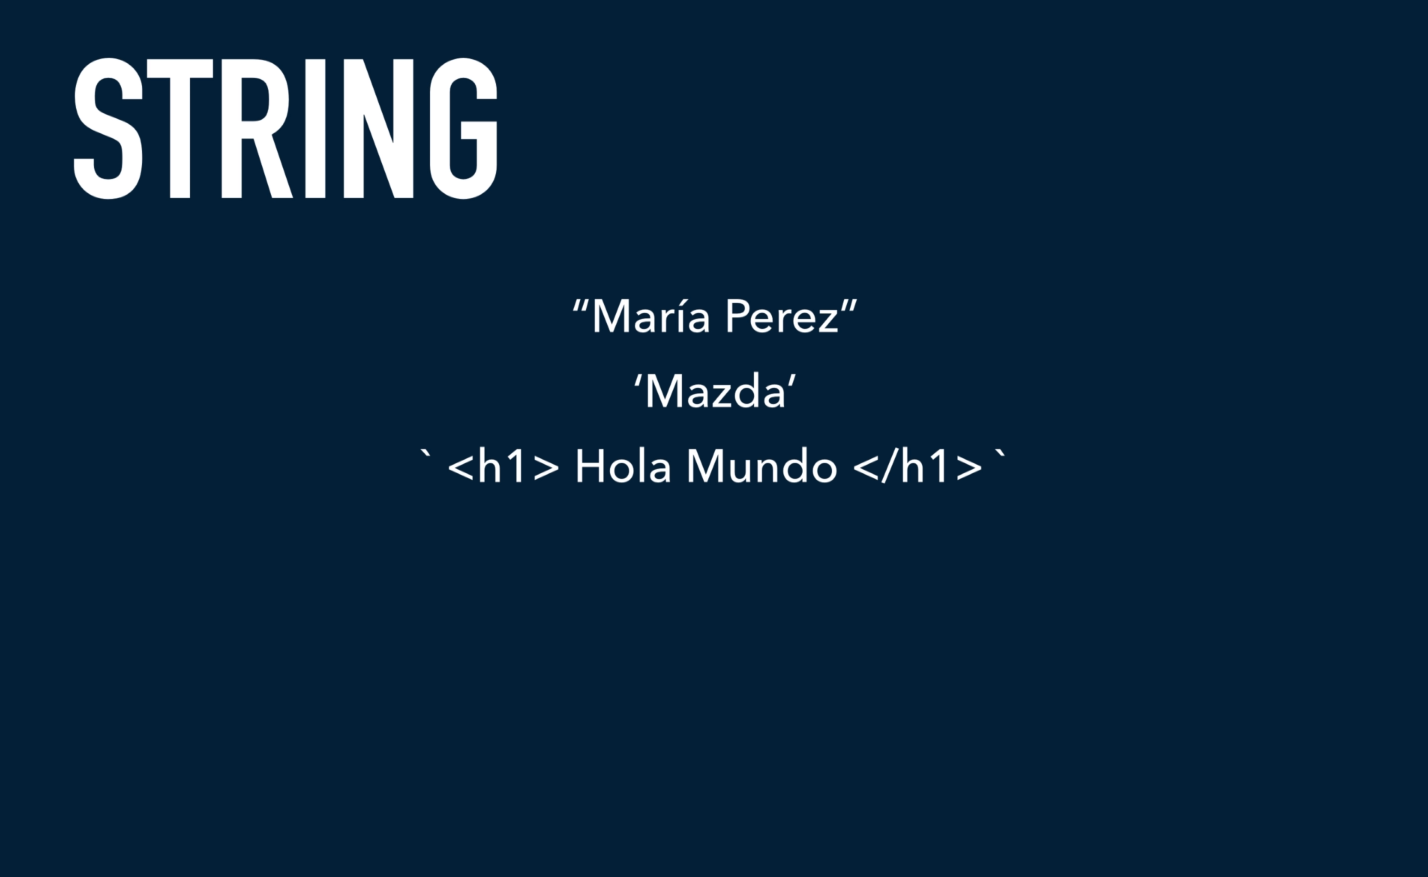 STRING
“María Perez”
‘Mazda’
` <h1> Hola Mundo </h1> `